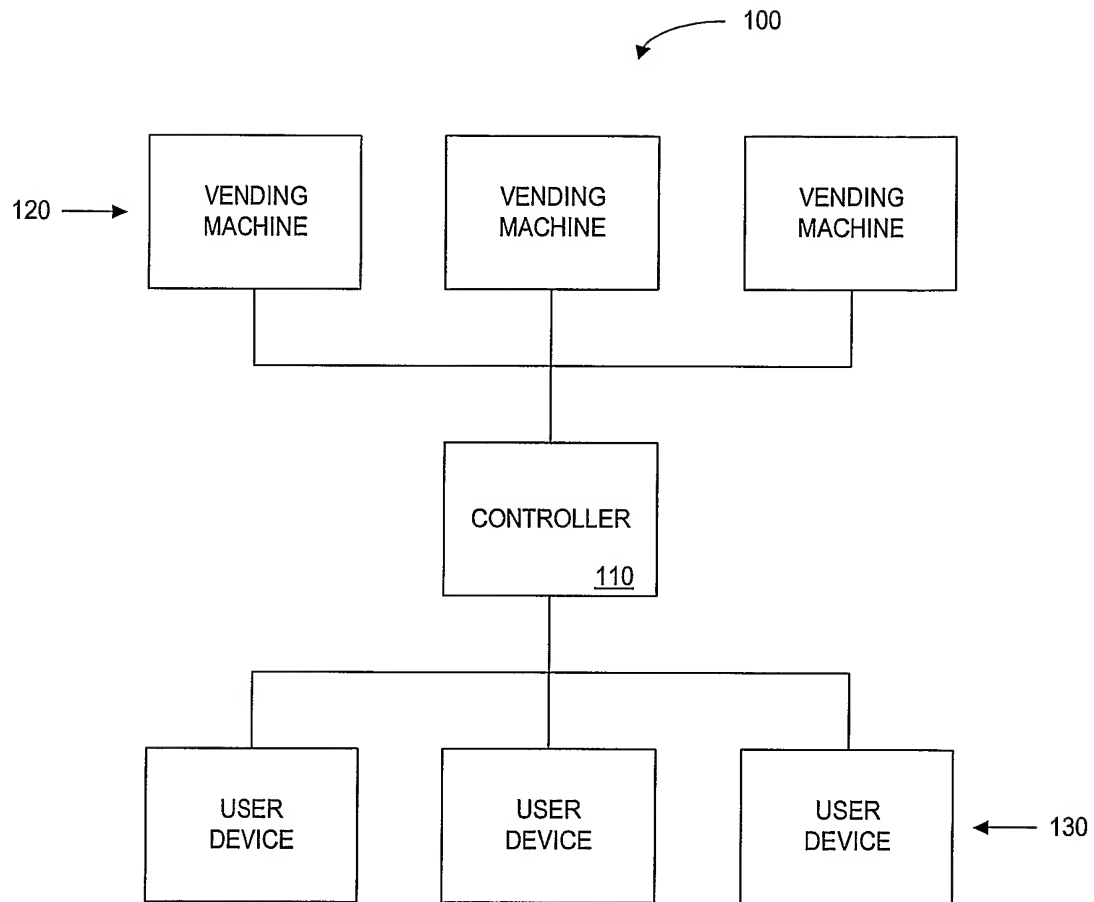 100
120
VENDING
MACHINE
VENDING
MACHINE
VENDING
MACHINE
CONTROLLER
110
USER
DEVICE
USER
DEVICE
USER
DEVICE
130